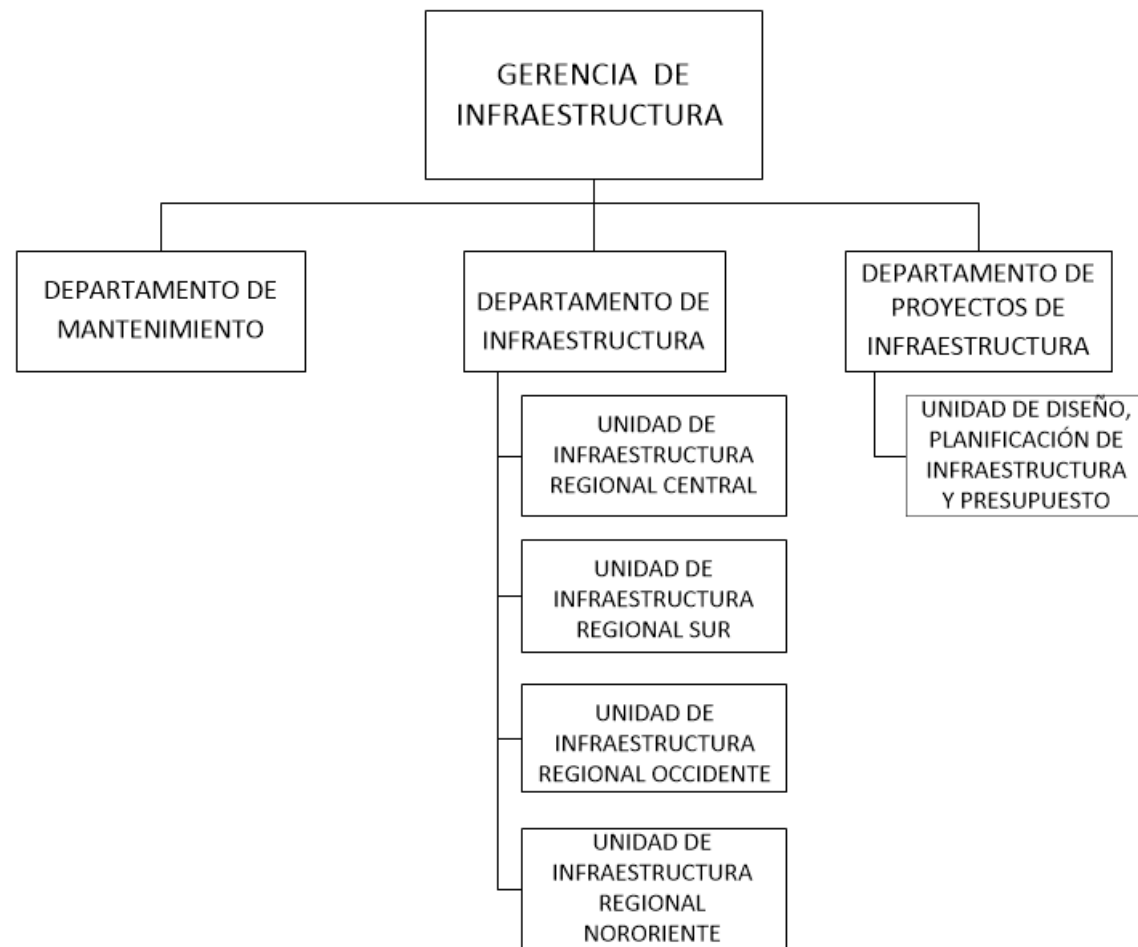 GERENCIA DE
INFRAESTRUCTURA
DEPARTAMENTO DE
MANTENIMIENTO
DEPARTAMENTO DE
INFRAESTRUCTURA
DEPARTAMENTO DE
PROYECTOS DE
INFRAESTRUCTURA
UNIDAD DE
INFRAESTRUCTURA
REGIONAL CENTRAL
UNIDAD DE
INFRAESTRUCTURA
REGIONAL SUR
UNIDAD DE
INFRAESTRUCTURA
REGIONAL OCCIDENTE
UNIDAD DE
INFRAESTRUCTURA
REGIONAL
NORORIENTE
UNIDAD DE DISEÑO,
PLANIFICACIÓN DE
INFRAESTRUCTURA
Y PRESUPUESTO